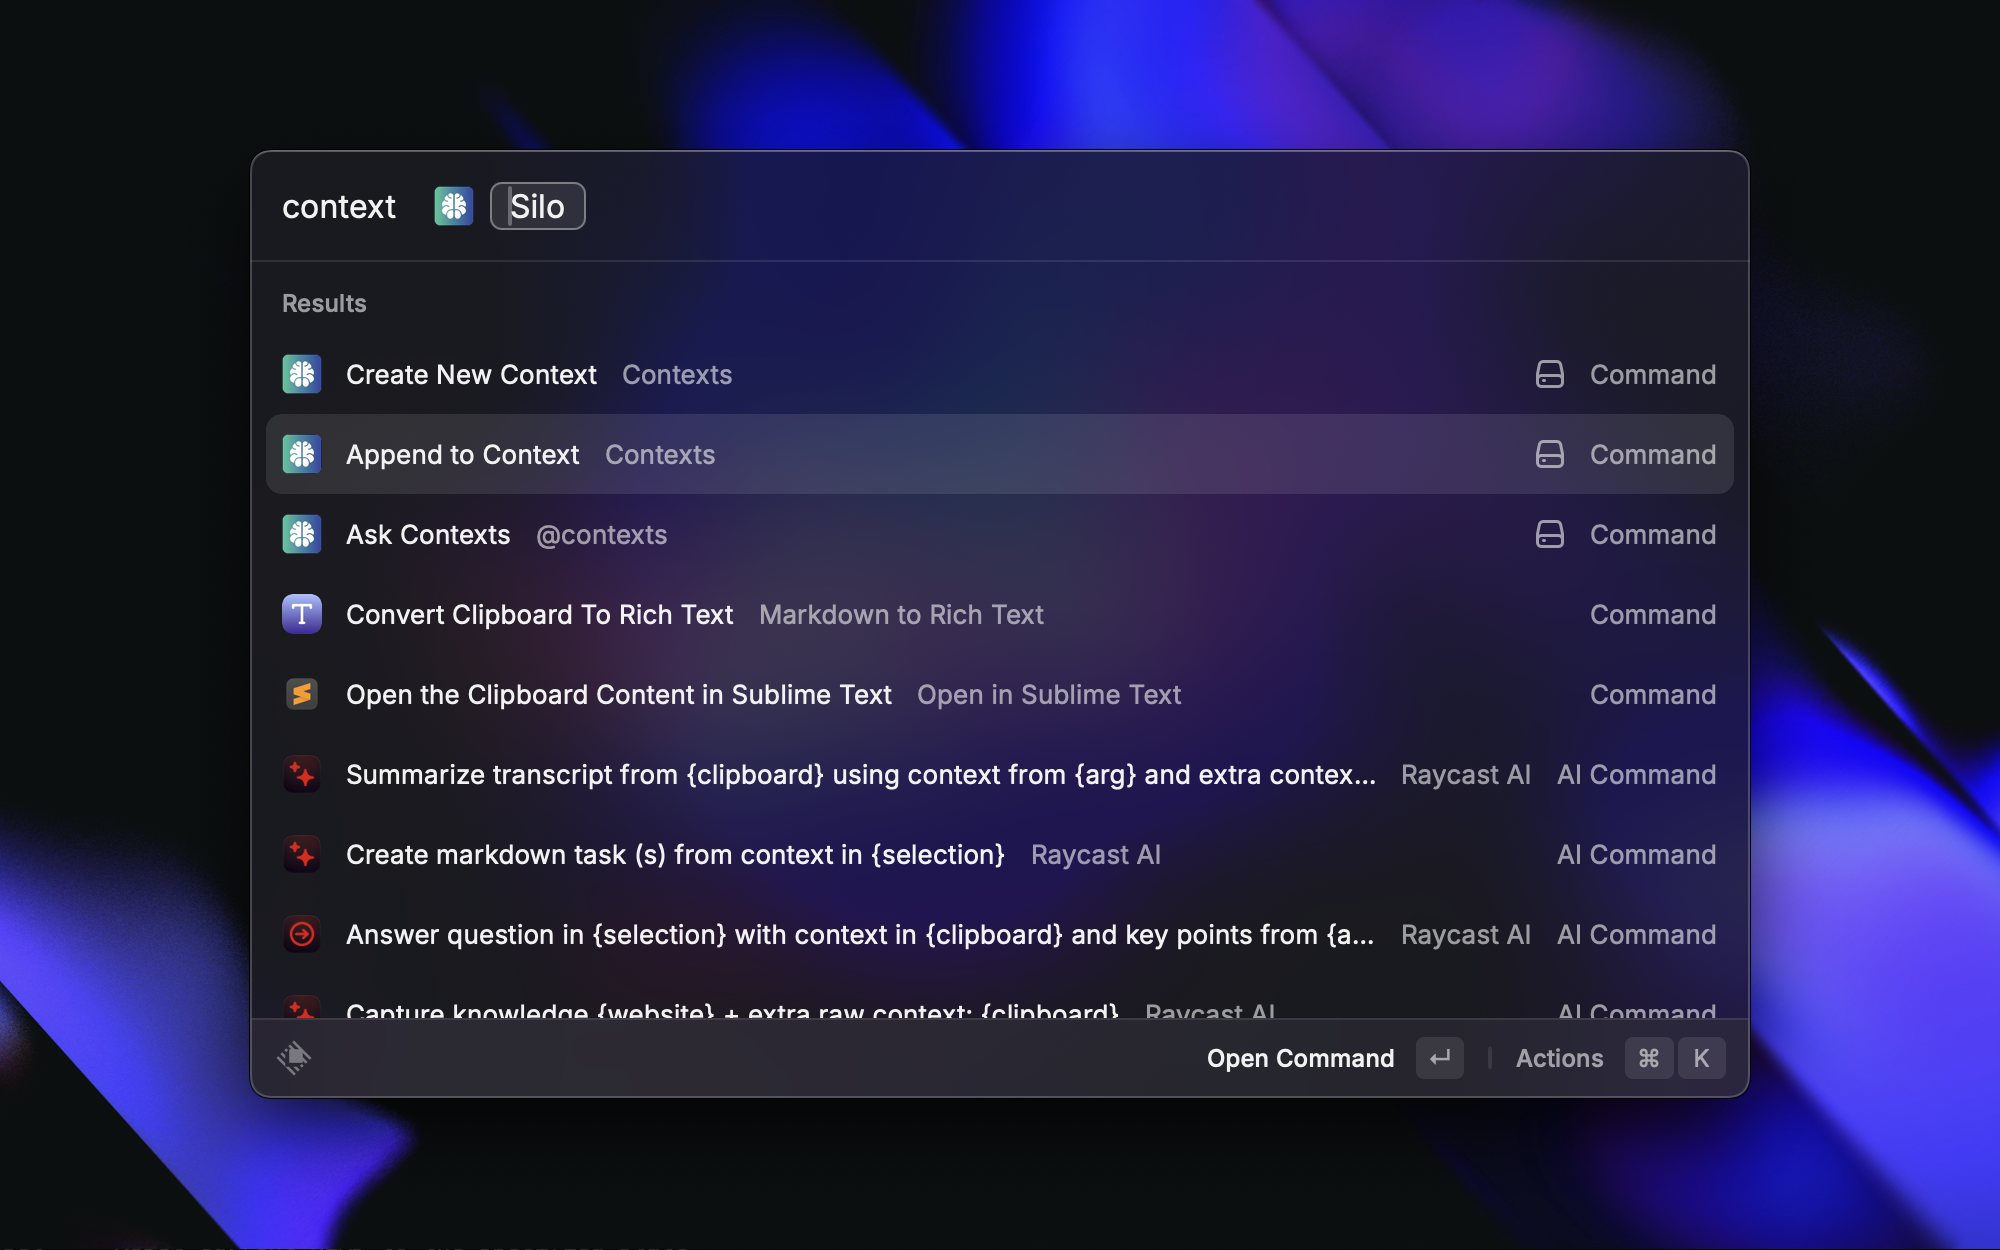 context Silo
Results
Create New Context Contexts Command
Append to Context Contexts Command
Ask Contexts @contexts Command
Convert Clipboard To Rich Text Markdown to Rich Text Command
Open the Clipboard Content in Sublime Text Open in Sublime Text Command
Summarize transcript from {clipboard} using context from {arg} and extra contex... Raycast AI AI Command
Create markdown task (s) from context in {selection} Raycast AI AI Command
Answer question in {selection} with context in {clipboard} and key points from {a... Raycast AI AI Command
Capture knowledge {website} + extra raw context: {clipboard} Raycast AI AI Command
Open Command ↵ Actions ⌘ K